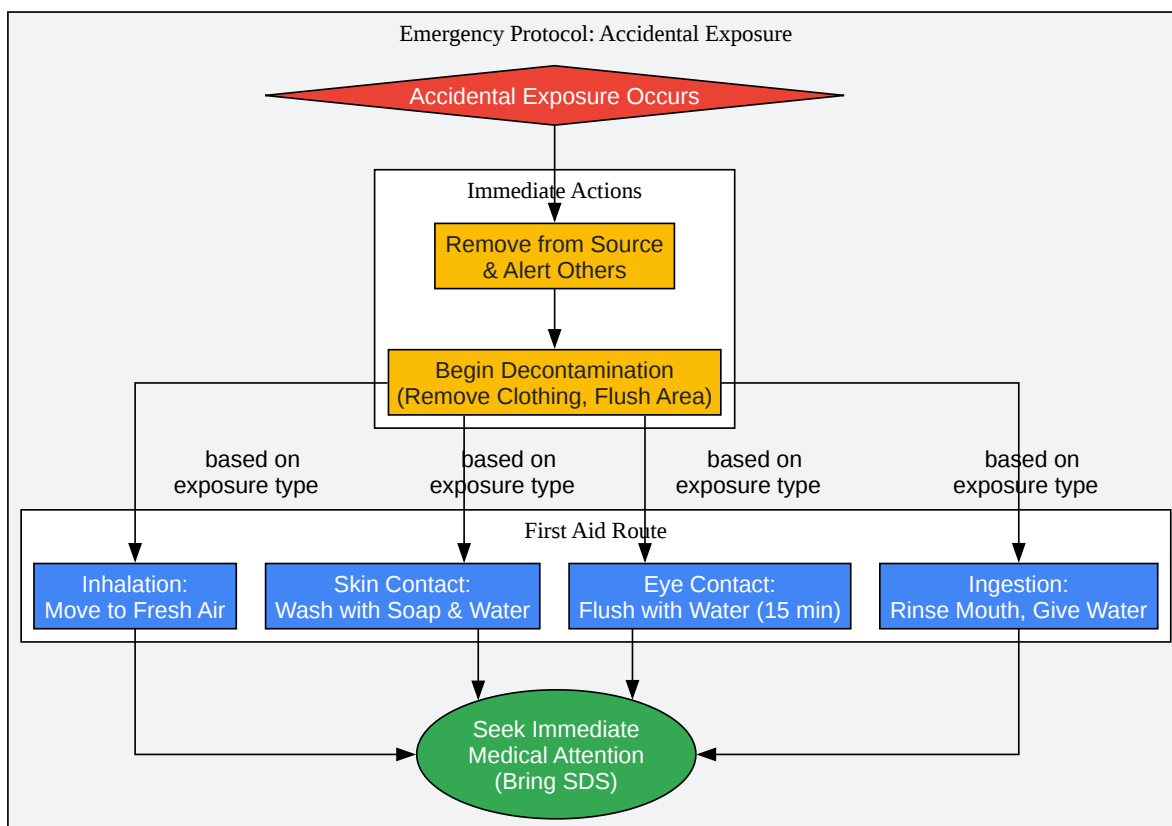 Emergency Protocol: Accidental Exposure
Accidental Exposure Occurs
Immediate Actions
Remove from Source
& Alert Others
Begin Decontamination
(Remove Clothing, Flush Area)
based on
exposure type
based on
exposure type
based on
exposure type
based on
exposure type
First Aid Route
Inhalation:
Move to Fresh Air
Skin Contact:
Wash with Soap & Water
Eye Contact:
Flush with Water (15 min)
Ingestion:
Rinse Mouth, Give Water
Seek Immediate
Medical Attention
(Bring SDS)